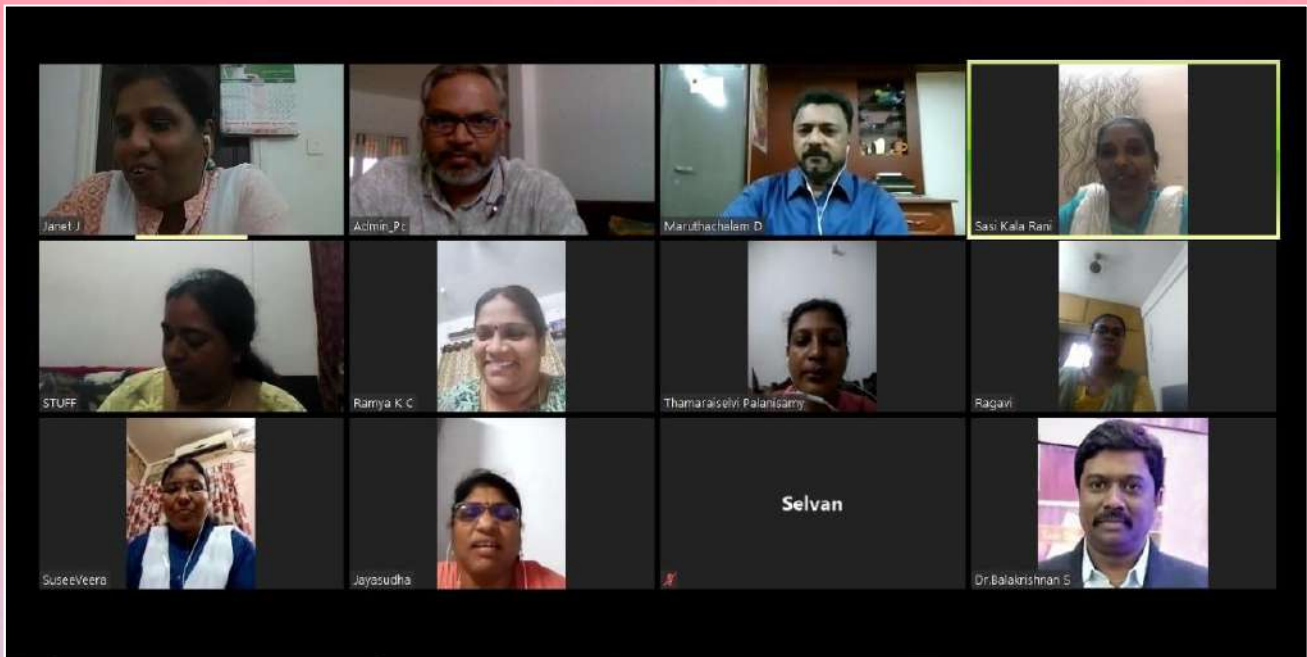 Janet J
Admin_Pc
Maruthachalam D
Sasi Kala Rani
STUFF
Ramya K C
Thamaraiselvi Palanisamy
Ragavi
SuseeVeera
Jayasudha
Selvan
Dr.Balakrishnan S